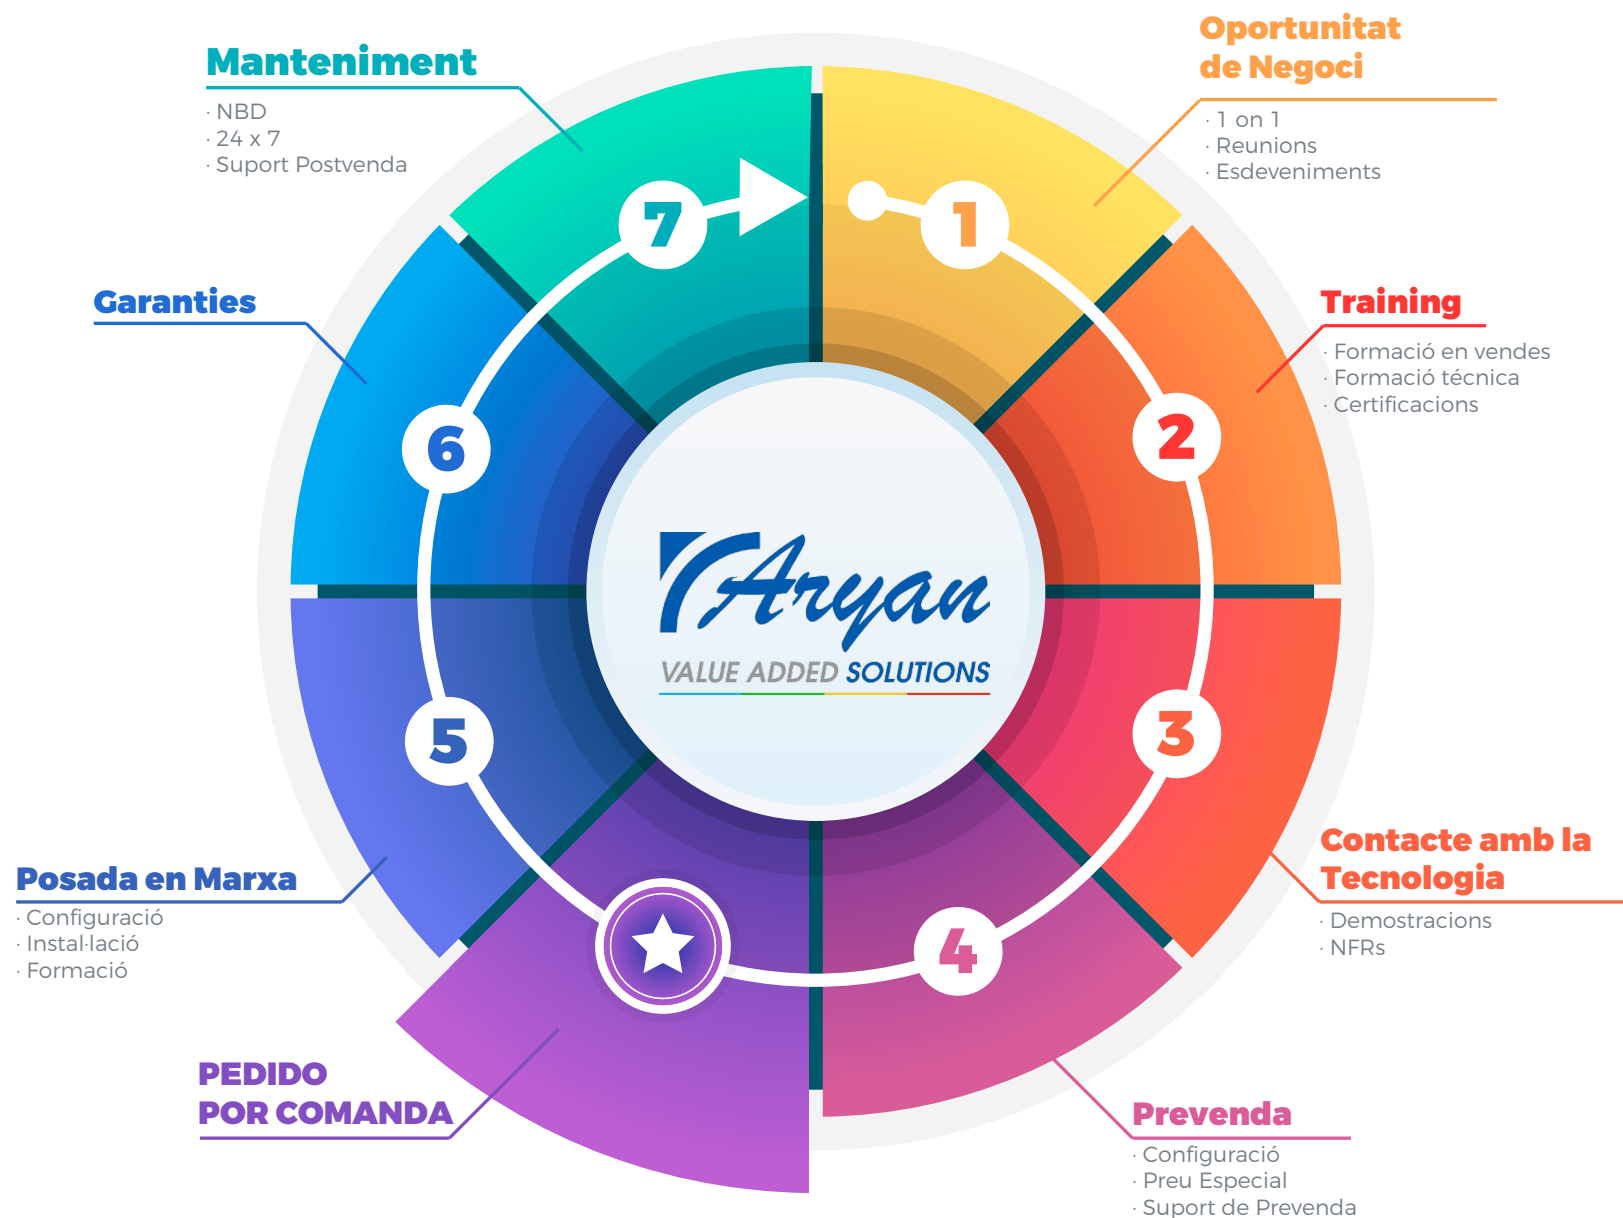 Oportunitat
de Negoci
· 1 on 1
· Reunions
· Esdeveniments
Training
· Formació en vendes
· Formació técnica
· Certificacions
Contacte amb la
Tecnologia
· Demostracions
· NFRs
Prevenda
· Configuració
· Preu Especial
· Suport de Prevenda
PEDIDO
POR COMANDA
Posada en Marxa
· Configuració
· Instal·lació
· Formació
Garanties
Manteniment
· NBD
· 24 x 7
· Suport Postvenda
1
2
3
4
5
6
7
Aryan
VALUE ADDED SOLUTIONS